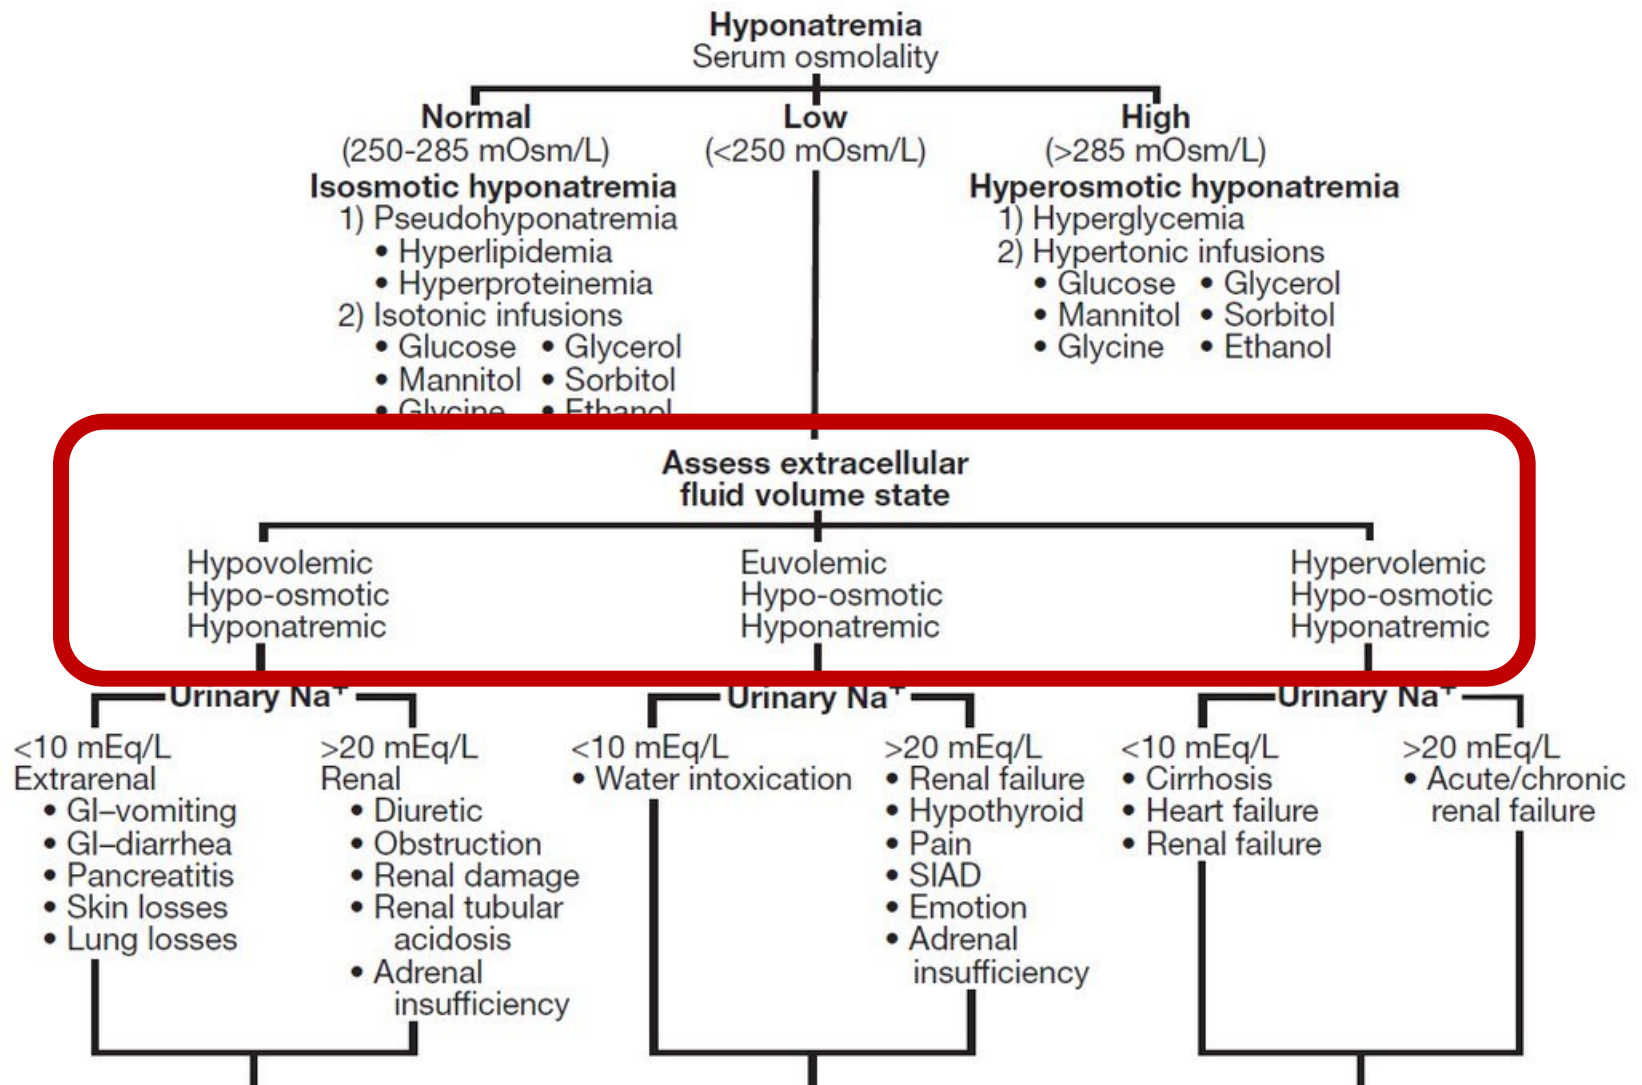 Hyponatremia
Serum osmolality
Normal
(250-285 mOsm/L)
Isosmotic hyponatremia
1) Pseudohyponatremia
• Hyperlipidemia
• Hyperproteinemia
2) Isotonic infusions
• Glucose • Glycerol
• Mannitol • Sorbitol
• Glycine • Ethanol
Low
(<250 mOsm/L)
High
(>285 mOsm/L)
Hyperosmotic hyponatremia
1) Hyperglycemia
2) Hypertonic infusions
• Glucose • Glycerol
• Mannitol • Sorbitol
• Glycine • Ethanol
Assess extracellular
fluid volume state
Hypovolemic
Hypo-osmotic
Hyponatremic
Euvolemic
Hypo-osmotic
Hyponatremic
Hypervolemic
Hypo-osmotic
Hyponatremic
Urinary Na⁺
<10 mEq/L
Extrarenal
• GI–vomiting
• GI–diarrhea
• Pancreatitis
• Skin losses
• Lung losses
>20 mEq/L
Renal
• Diuretic
• Obstruction
• Renal damage
• Renal tubular
acidosis
• Adrenal
insufficiency
Urinary Na⁺
<10 mEq/L
• Water intoxication
>20 mEq/L
• Renal failure
• Hypothyroid
• Pain
• SIAD
• Emotion
• Adrenal
insufficiency
Urinary Na⁺
<10 mEq/L
• Cirrhosis
• Heart failure
• Renal failure
>20 mEq/L
• Acute/chronic
renal failure